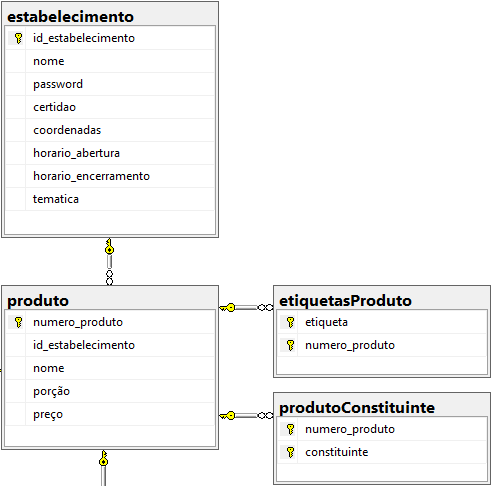 estabelecimento
id_estabelecimento
nome
password
certidao
coordenadas
horario_abertura
horario_encerramento
tematica
produto
numero_produto
id_estabelecimento
nome
porção
preço
etiquetasProduto
etiqueta
numero_produto
produtoConstituinte
numero_produto
constituinte